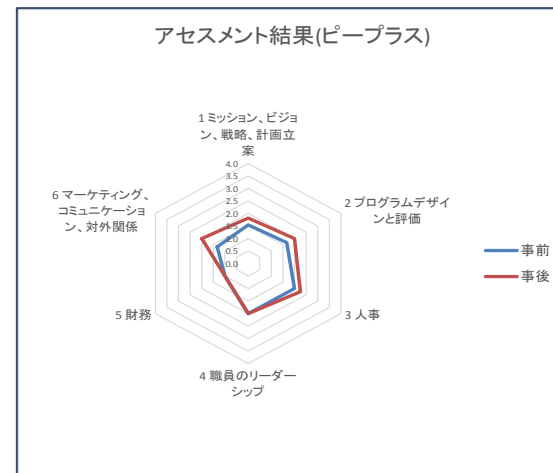 アセスメント結果(ピープラス)
1 ミッション、ビジョ
ン、戦略、計画立
案
4.0
3.5
3.0
2.5
2.0
1.5
1.0
0.5
0.0
2 プログラムデザイ
ンと評価
3 人事
4 職員のリーダー
シップ
5 財務
6 マーケティング、
コミュニケーショ
ン、対外関係
事前
事後